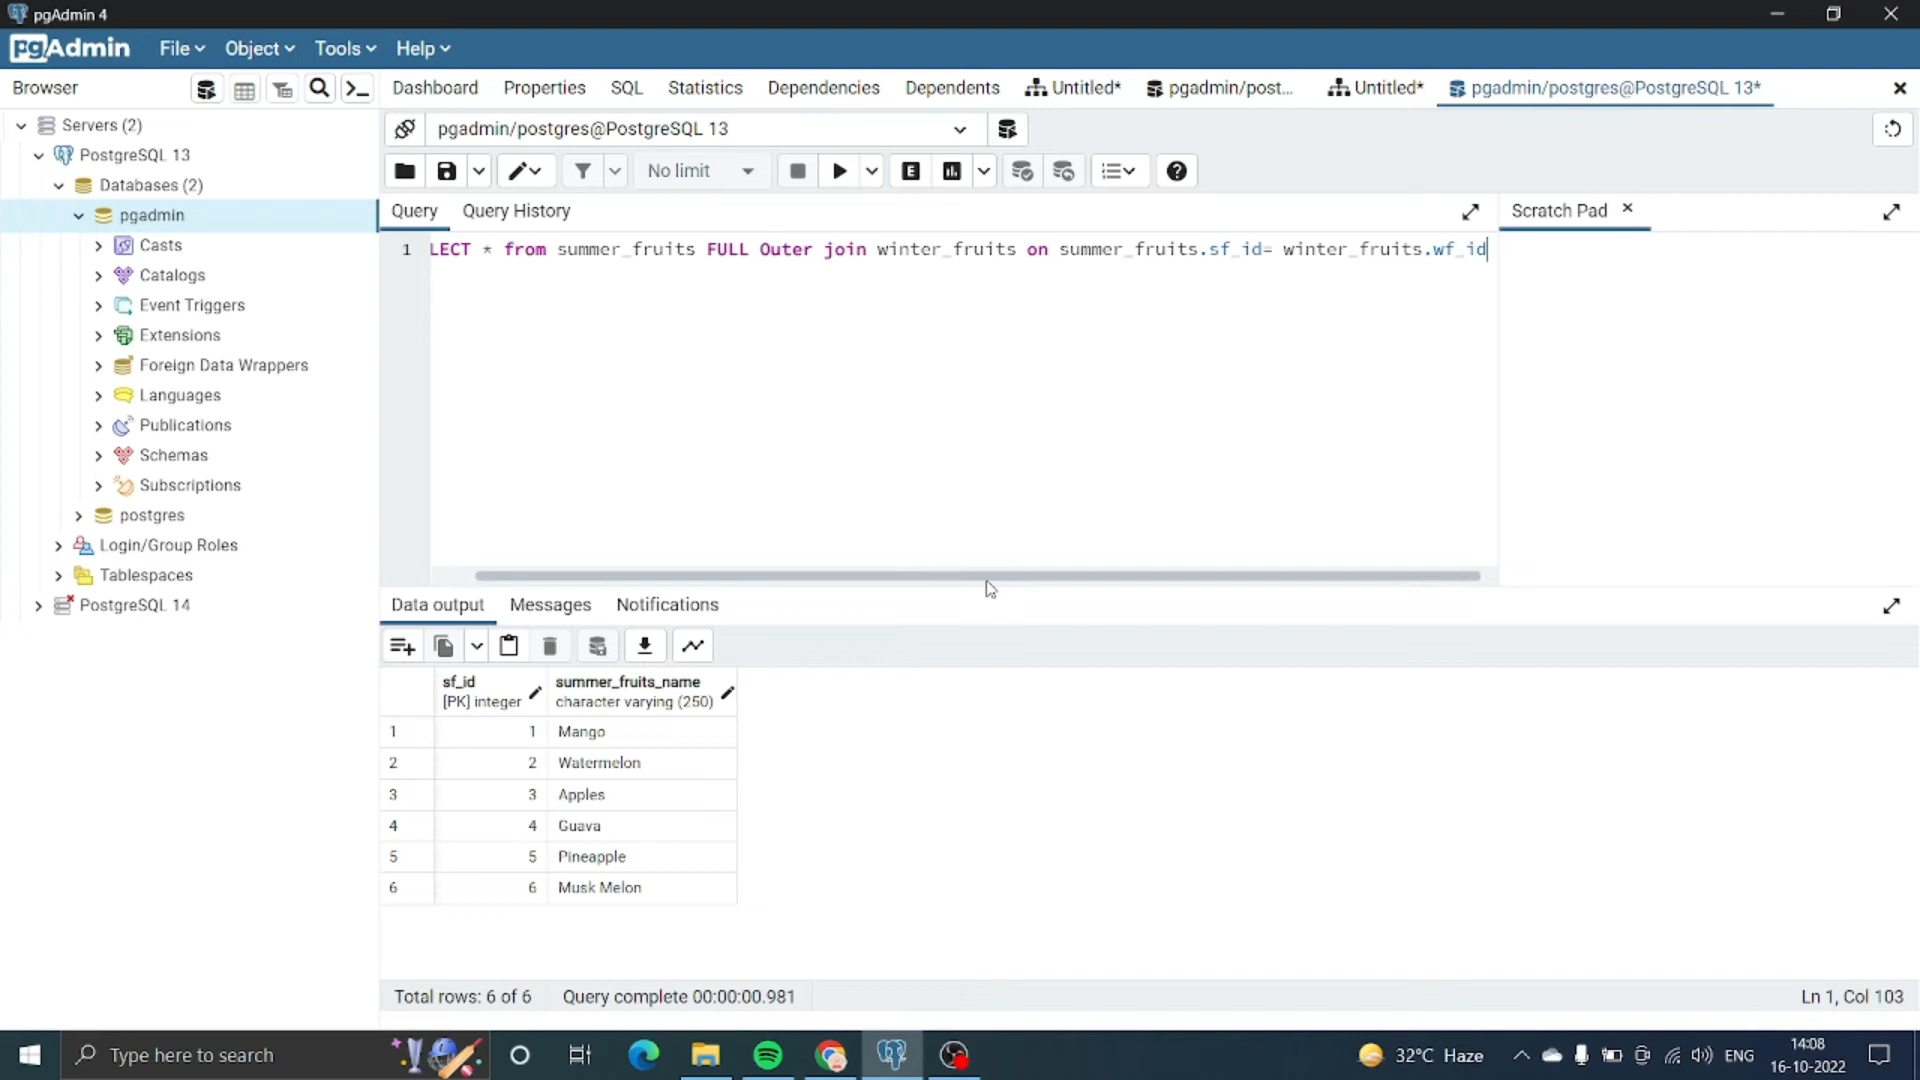 pgAdmin 4
pgAdmin File Object Tools Help
Browser
Dashboard Properties SQL Statistics Dependencies Dependents Untitled* pgadmin/post... Untitled* pgadmin/postgres@PostgreSQL 13*
Servers (2)
PostgreSQL 13
Databases (2)
pgadmin
Casts
Catalogs
Event Triggers
Extensions
Foreign Data Wrappers
Languages
Publications
Schemas
Subscriptions
postgres
Login/Group Roles
Tablespaces
PostgreSQL 14
pgadmin/postgres@PostgreSQL 13
No limit
E
Query Query History
Scratch Pad
1 LECT * from summer_fruits FULL Outer join winter_fruits on summer_fruits.sf_id= winter_fruits.wf_id
Data output Messages Notifications
sf_id summer_fruits_name
[PK] integer character varying (250)
1 1 Mango
2 2 Watermelon
3 3 Apples
4 4 Guava
5 5 Pineapple
6 6 Musk Melon
Total rows: 6 of 6 Query complete 00:00:00.981 Ln 1, Col 103
Type here to search
32°C Haze
ENG
14:08
16-10-2022